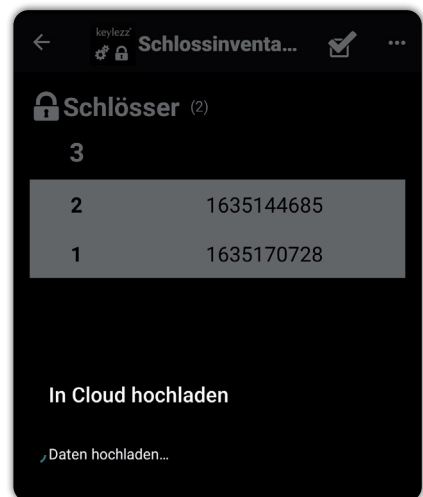 keylezz®
Schlossinventa...
Schlösser (2)
3
2 1635144685
1 1635170728
In Cloud hochladen
Daten hochladen...